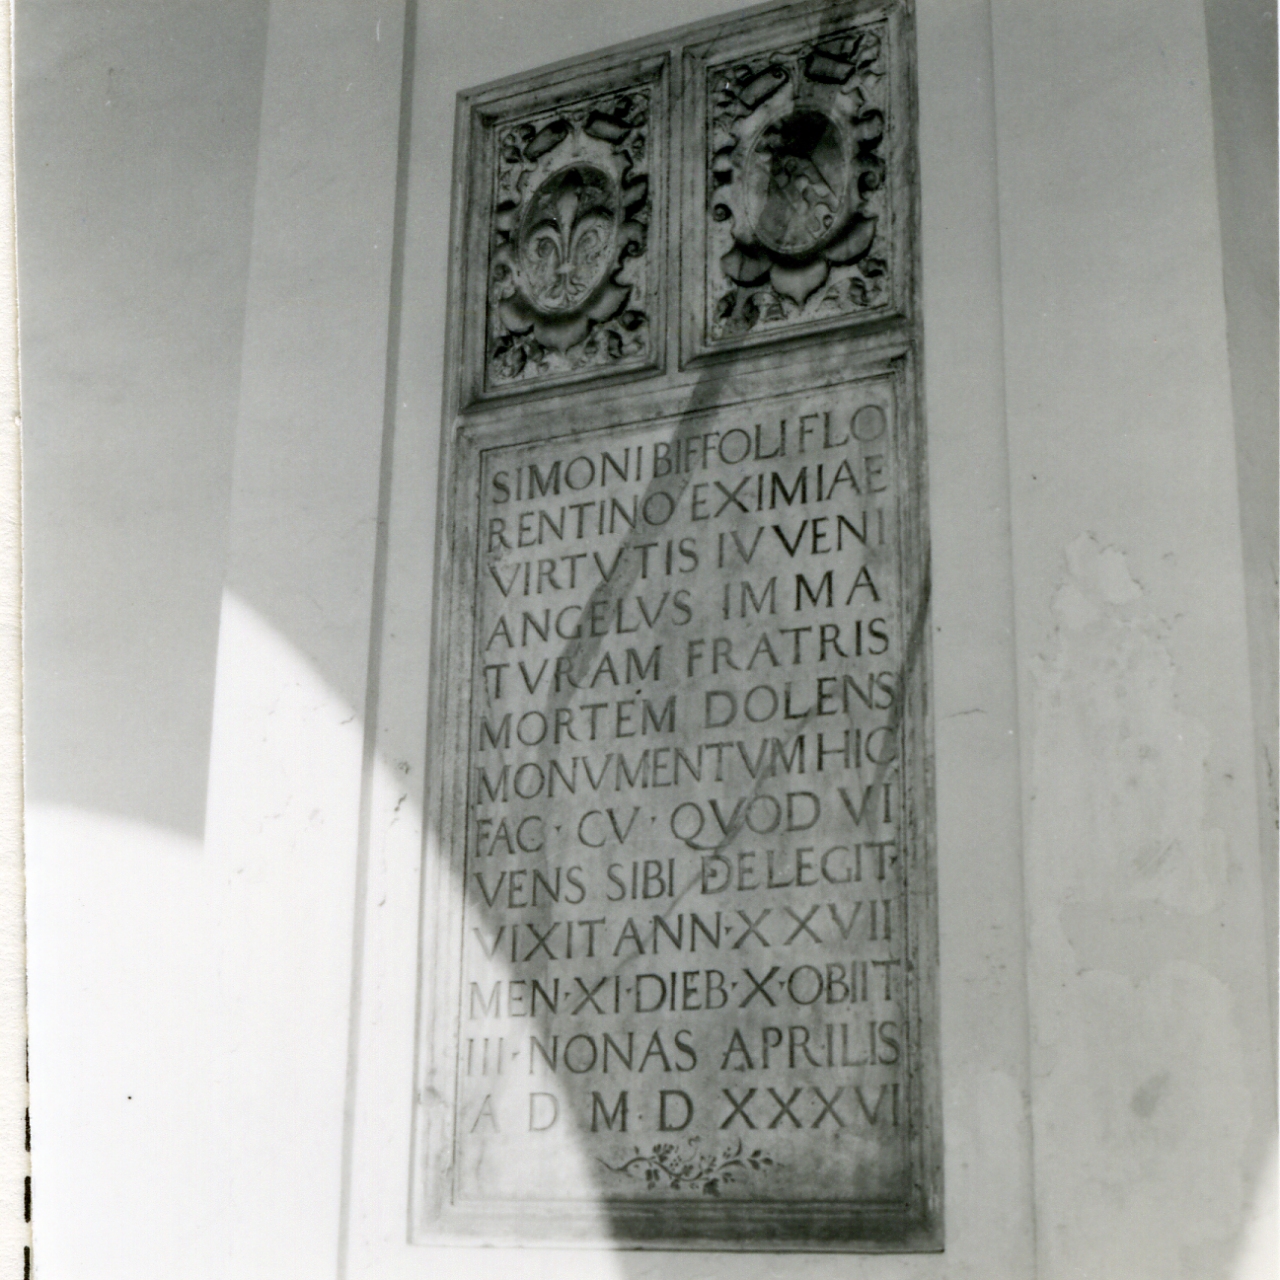 SIMONI BIFFOLI FLO
RENTINO EXIMIAE
VIRTVTIS IVVENI
ANGELVS IMMA
TVRAM FRATRIS
MORTEM DOLENS
MONVMENTVM HIC
FAC · CV · QVOD VI
VENS SIBI DELEGIT·
VIXIT ANN·XXVII
MEN·XI·DIEB·X·OBIIT
III·NONAS APRILIS
A D M·D XXXVI